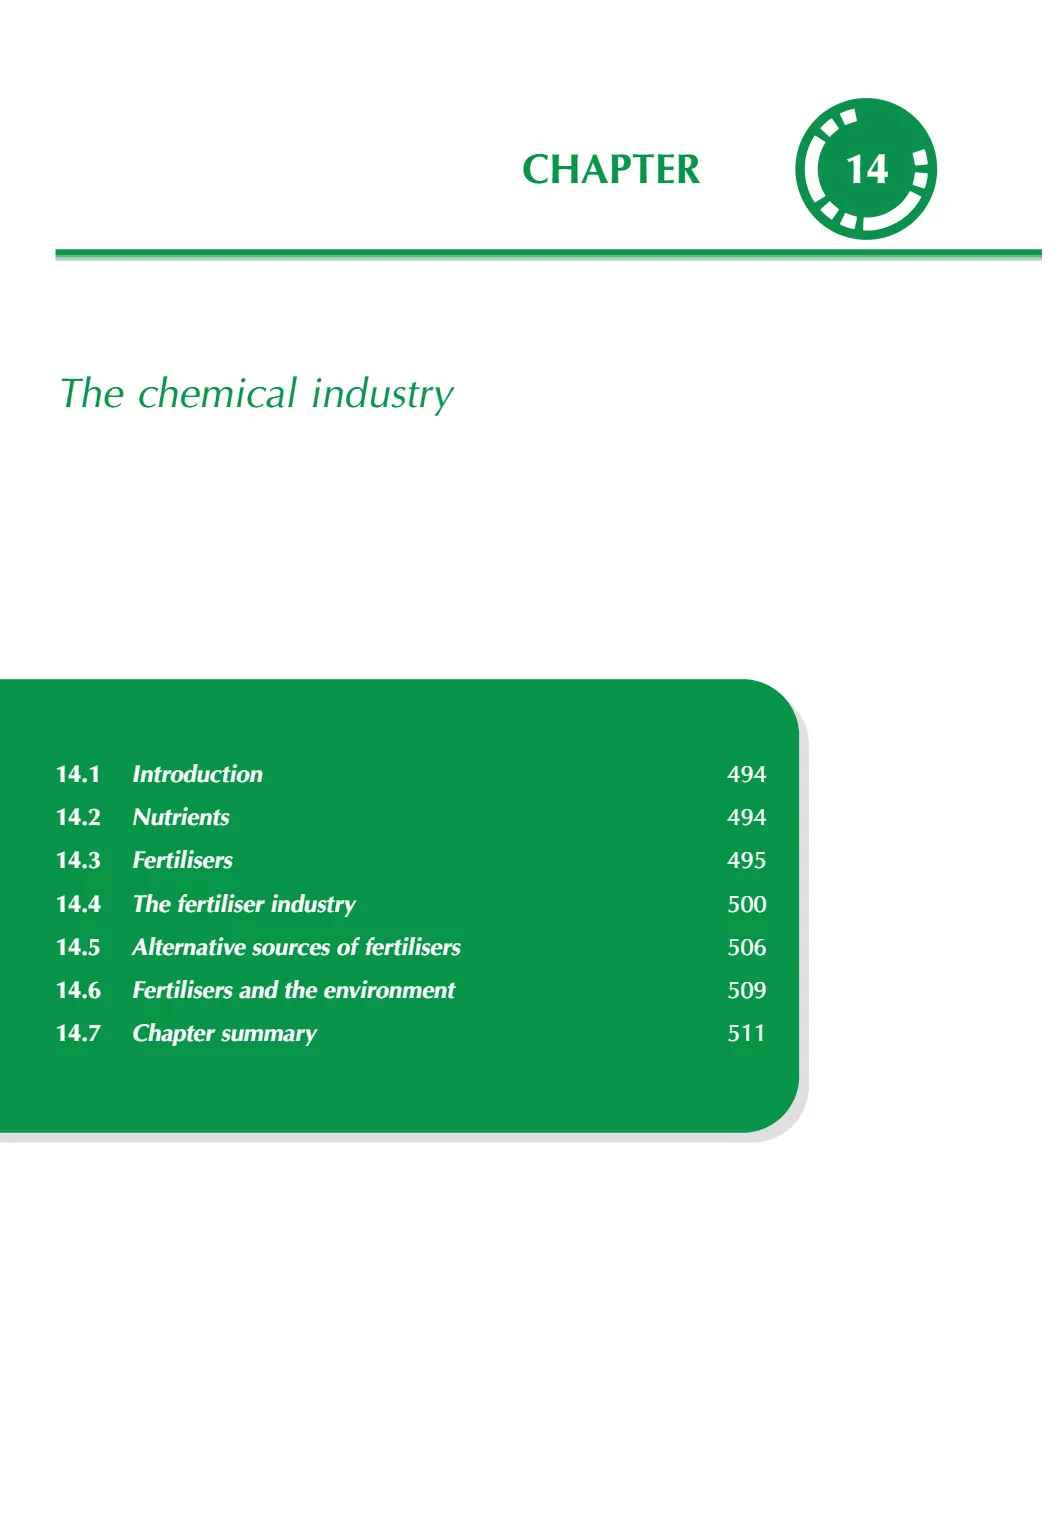 CHAPTER 14
The chemical industry
14.1 Introduction 494
14.2 Nutrients 494
14.3 Fertilisers 495
14.4 The fertiliser industry 500
14.5 Alternative sources of fertilisers 506
14.6 Fertilisers and the environment 509
14.7 Chapter summary 511